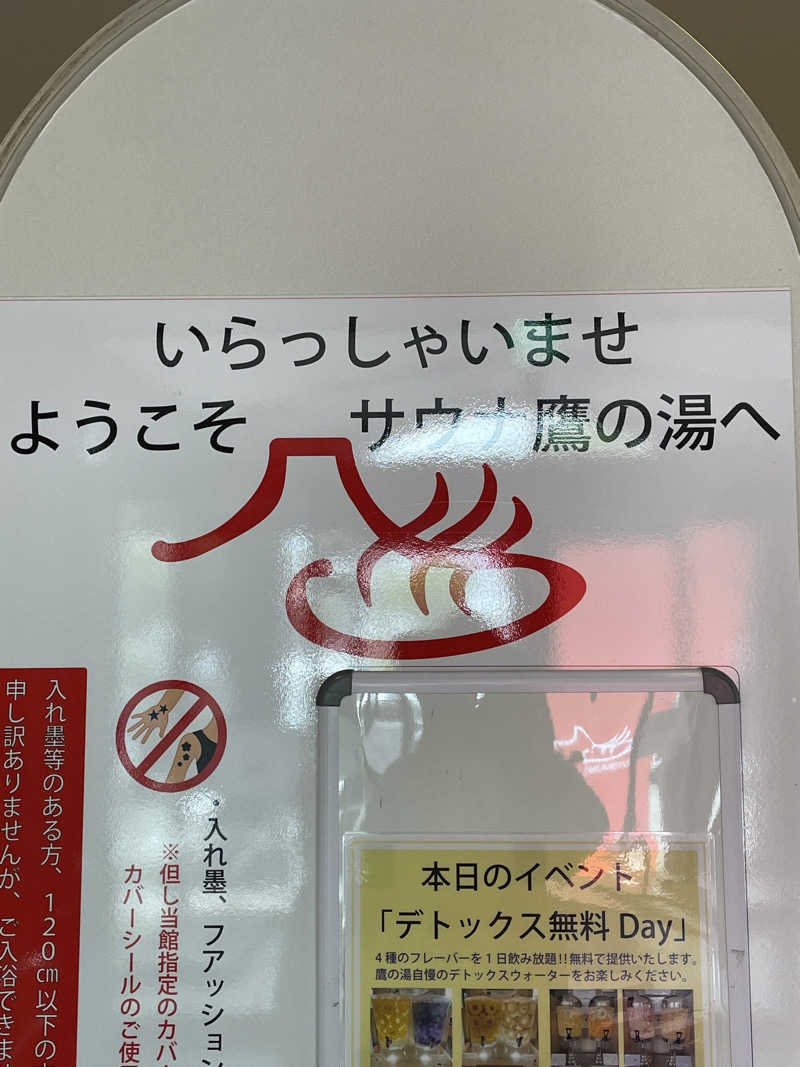 いらっしゃいませ
ようこそ　サウナ鷹の湯へ
入れ墨等のある方、120㎝以下の
申し訳ありませんが、ご入浴できま
・入れ墨、ファッション
※但し当館指定のカバ
カバーシールのご使用
本日のイベント
「デトックス無料 Day」
4種のフレーバーを1日飲み放題!!無料で提供いたします。
鷹の湯自慢のデトックスウォーターをお楽しみください。